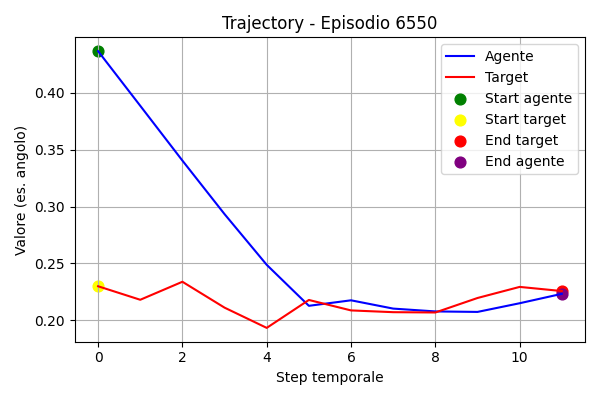 Trajectory - Episodio 6550
Valore (es. angolo)
0.40
0.35
0.30
0.25
0.20
0
2
4
6
8
10
Step temporale
Agente
Target
Start agente
Start target
End target
End agente